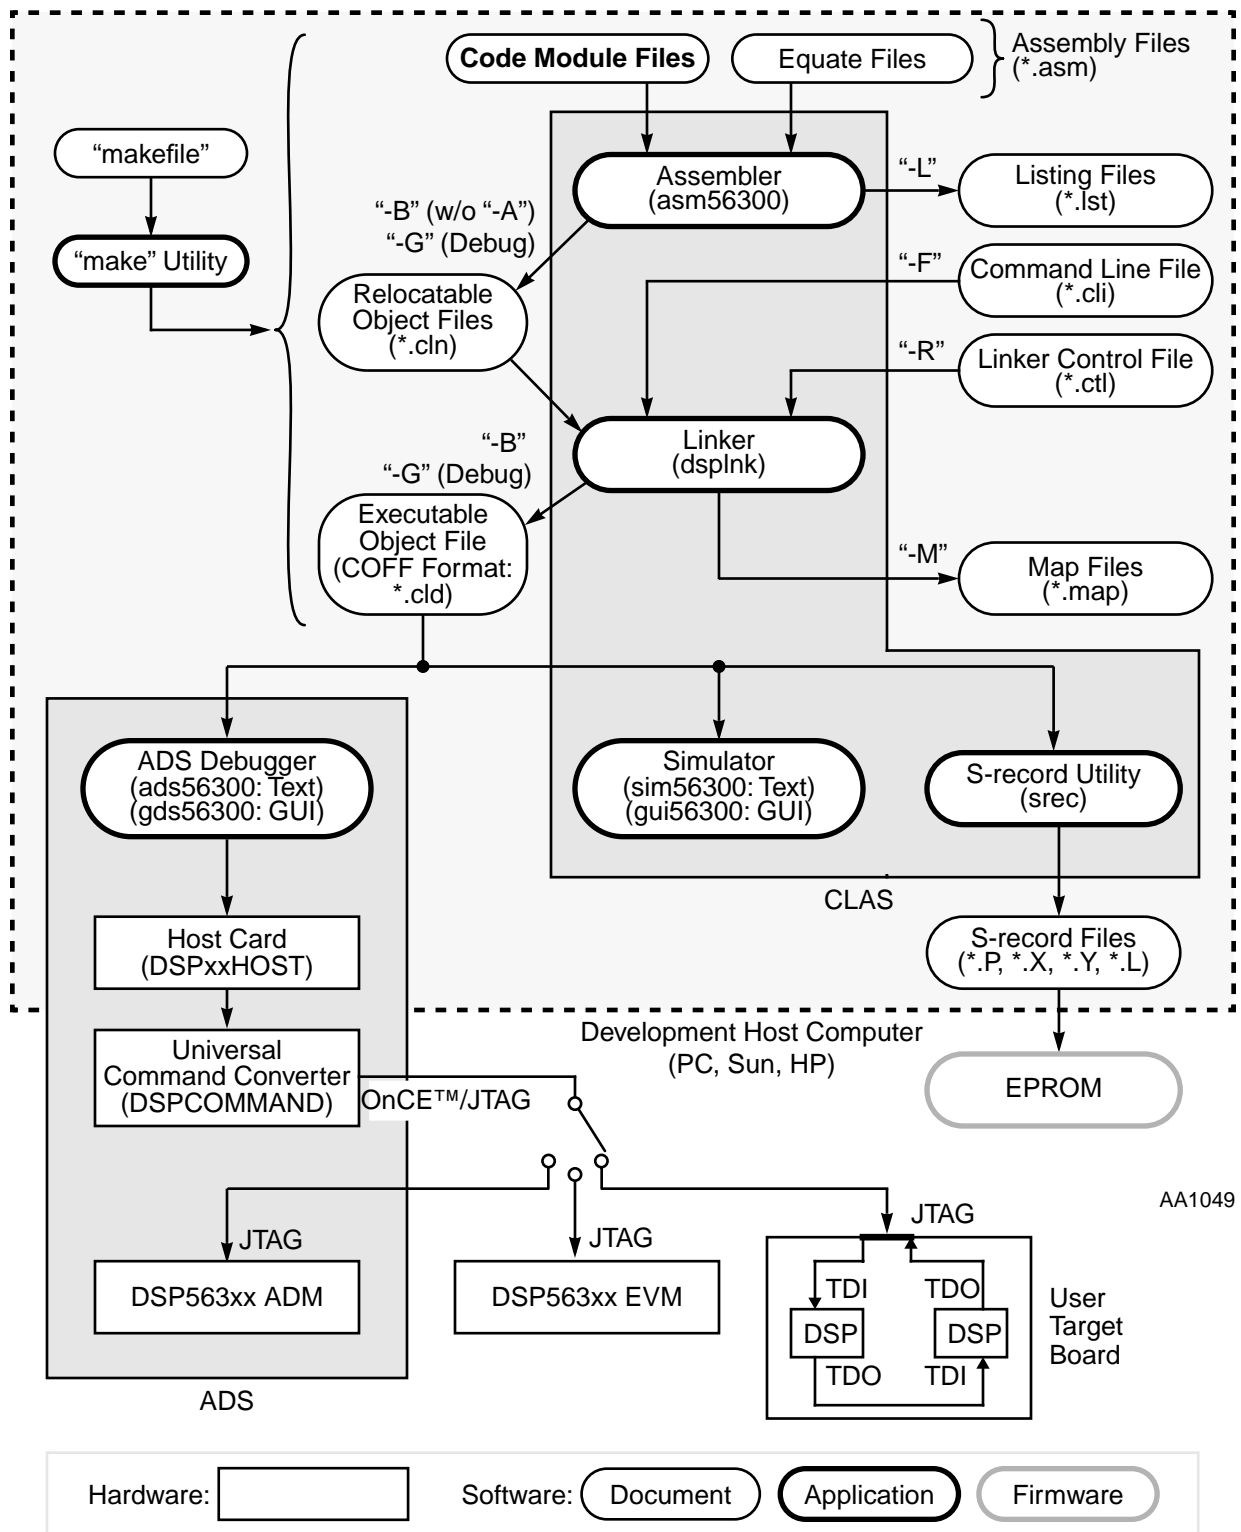 Code Module Files
Equate Files
Assembly Files
(*.asm)
“makefile”
Assembler
(asm56300)
“-L”
Listing Files
(*.lst)
“-B” (w/o “-A”)
“-G” (Debug)
“make” Utility
“-F”
Command Line File
(*.cli)
Relocatable
Object Files
(*.cln)
“-R”
Linker Control File
(*.ctl)
Linker
(dsplnk)
“-B”
“-G” (Debug)
Executable
Object File
(COFF Format:
*.cld)
“-M”
Map Files
(*.map)
ADS Debugger
(ads56300: Text)
(gds56300: GUI)
Simulator
(sim56300: Text)
(gui56300: GUI)
S-record Utility
(srec)
CLAS
Host Card
(DSPxxHOST)
S-record Files
(*.P, *.X, *.Y, *.L)
Development Host Computer
(PC, Sun, HP)
Universal
Command Converter
(DSPCOMMAND)
OnCE™/JTAG
EPROM
AA1049
JTAG
JTAG
JTAG
DSP563xx ADM
DSP563xx EVM
TDI
TDO
DSP
DSP
TDO
TDI
User
Target
Board
ADS
Hardware:
Software:
Document
Application
Firmware